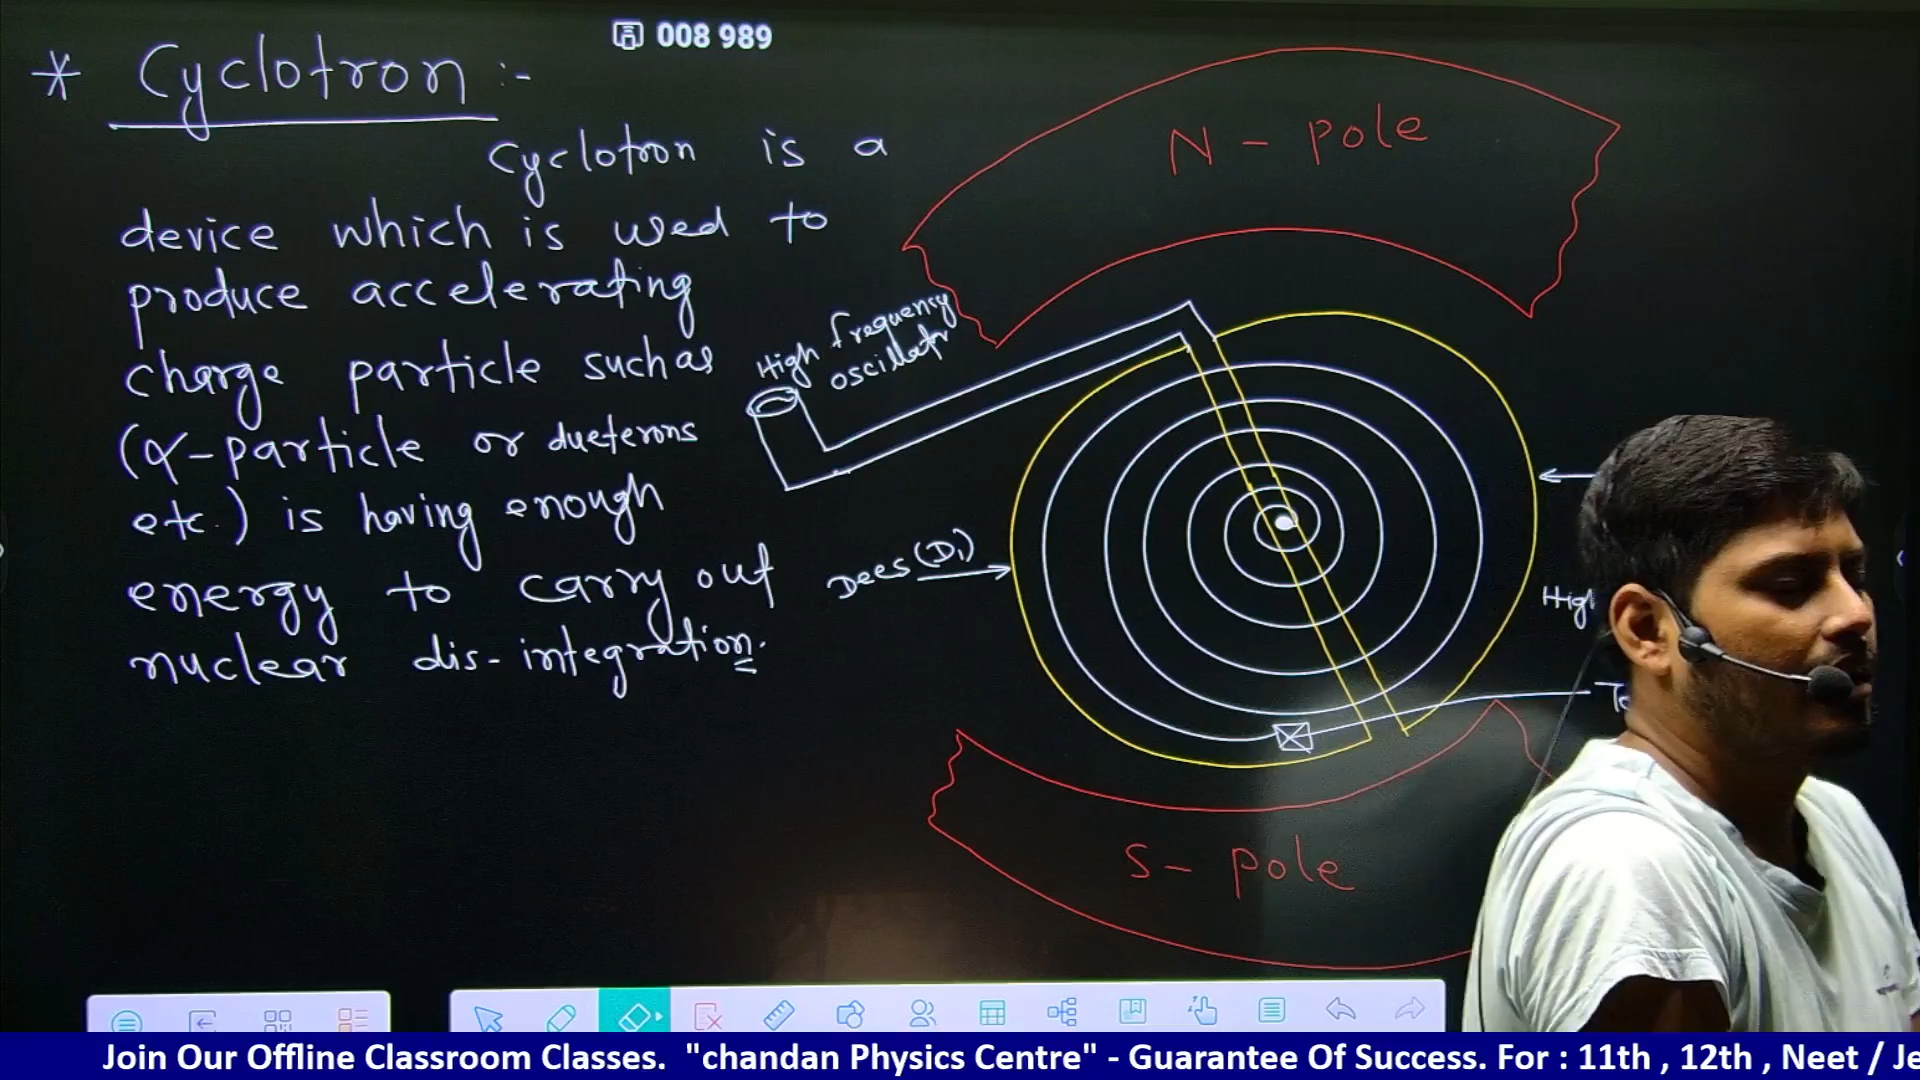 008 989
* Cyclotron :-
Cyclotron is a
device which is used to
produce accelerating
charge particle such as
(α-particle or dueterons
etc.) is having enough
energy to carry out
nuclear dis-integration.
N - pole
High frequency
oscillator
Dees (D₁)
S - pole
Join Our Offline Classroom Classes. "chandan Physics Centre" - Guarantee Of Success. For : 11th , 12th , Neet / Je